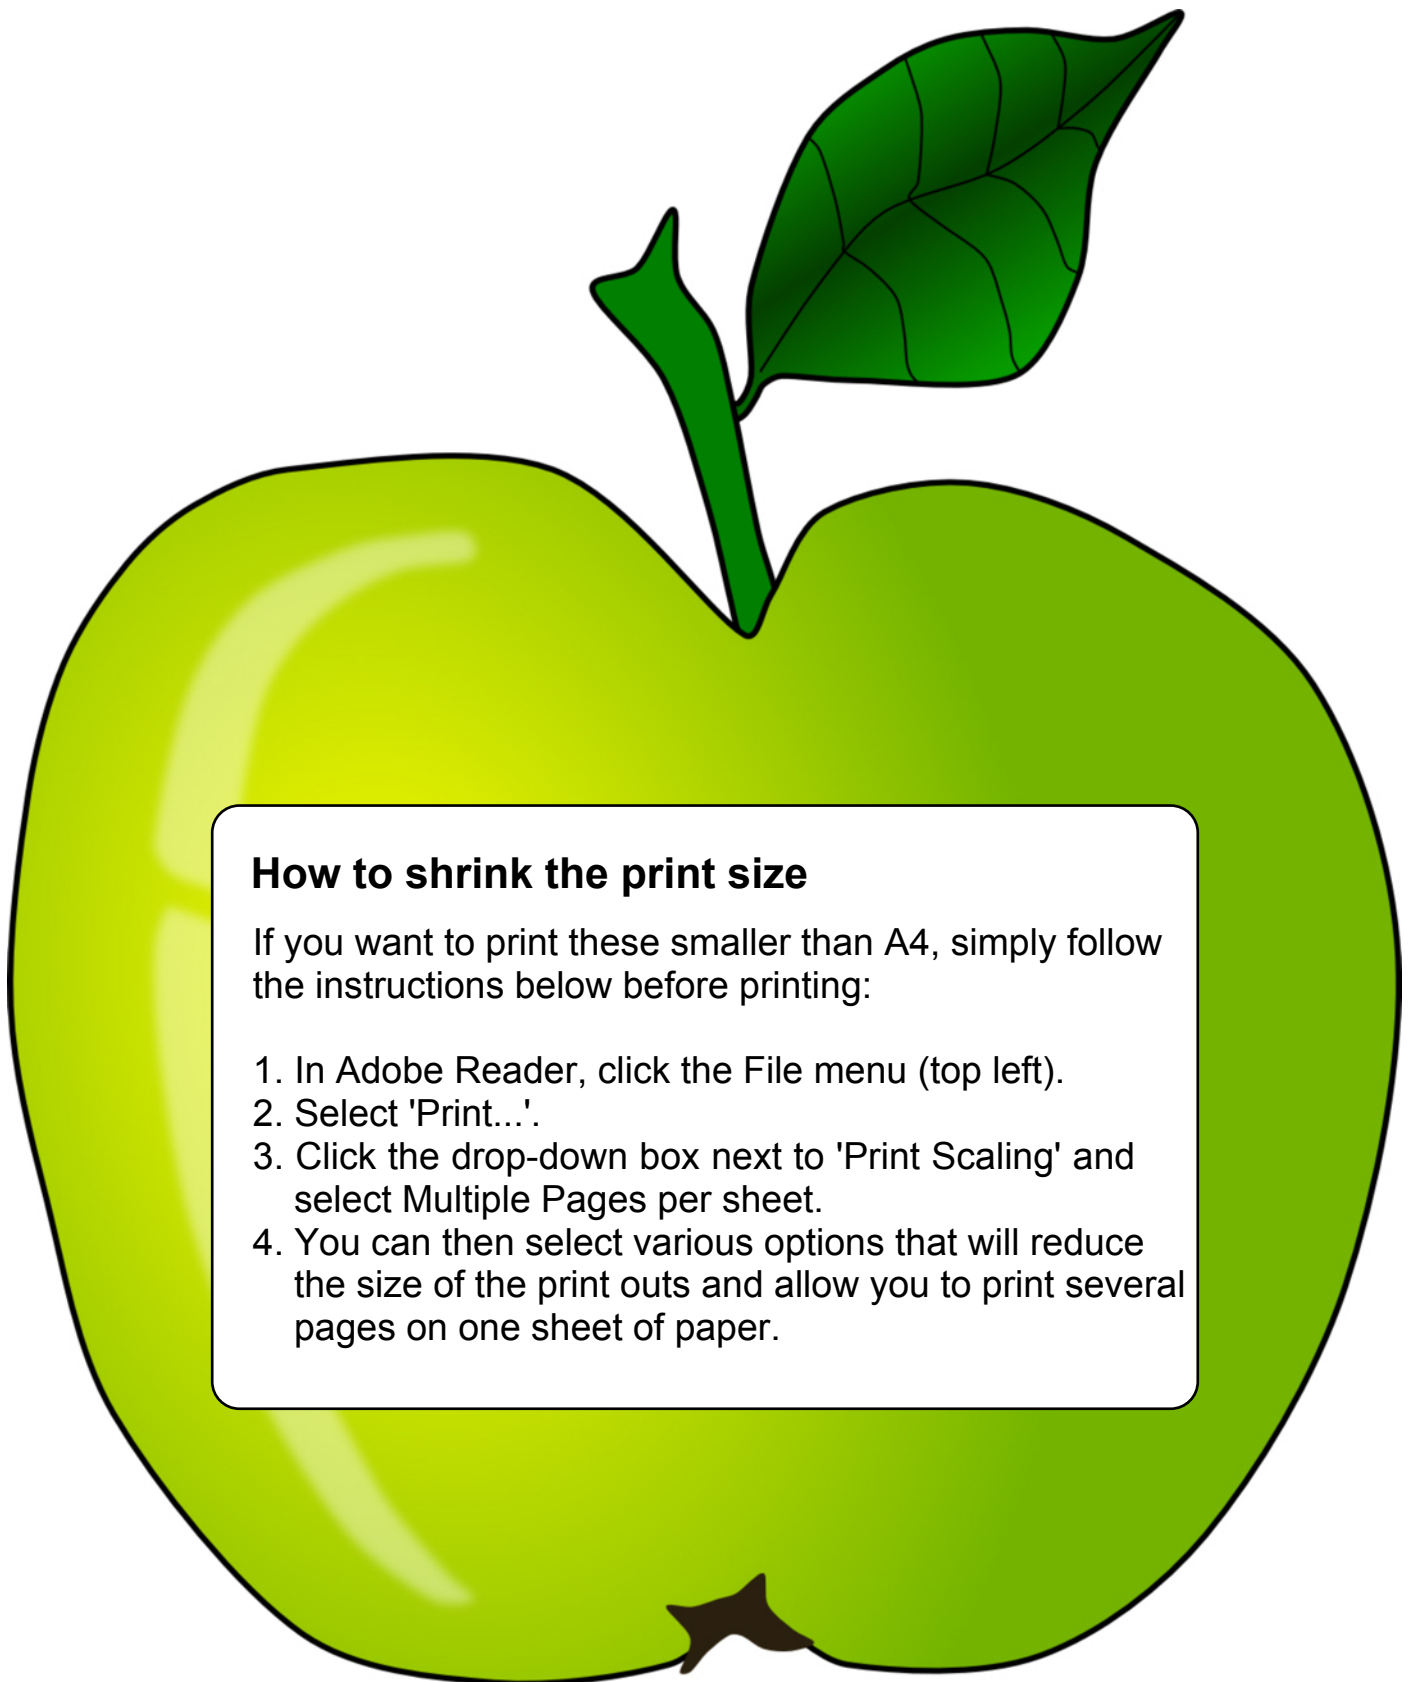 How to shrink the print size
If you want to print these smaller than A4, simply follow
the instructions below before printing:
1. In Adobe Reader, click the File menu (top left).
2. Select 'Print...'.
3. Click the drop-down box next to 'Print Scaling' and
select Multiple Pages per sheet.
4. You can then select various options that will reduce
the size of the print outs and allow you to print several
pages on one sheet of paper.